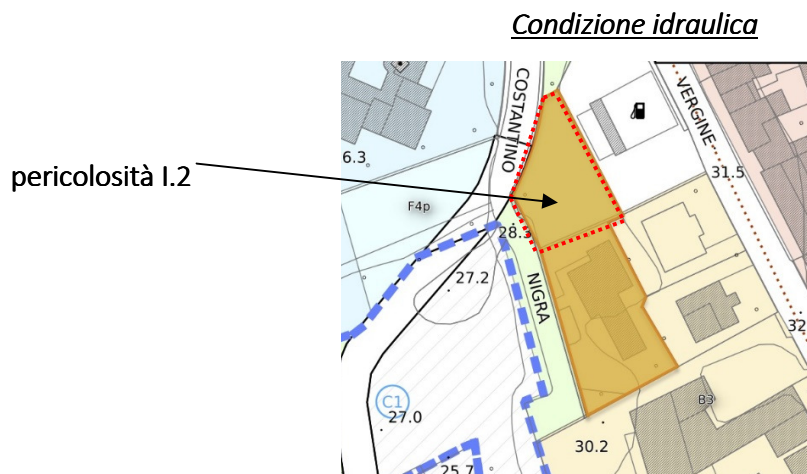 Condizione idraulica
COSTANTINO
VERGINE
6.3
31.5
pericolosità I.2
F4p
28.3
27.2
NIGRA
32
C1
27.0
B3
30.2
25.7